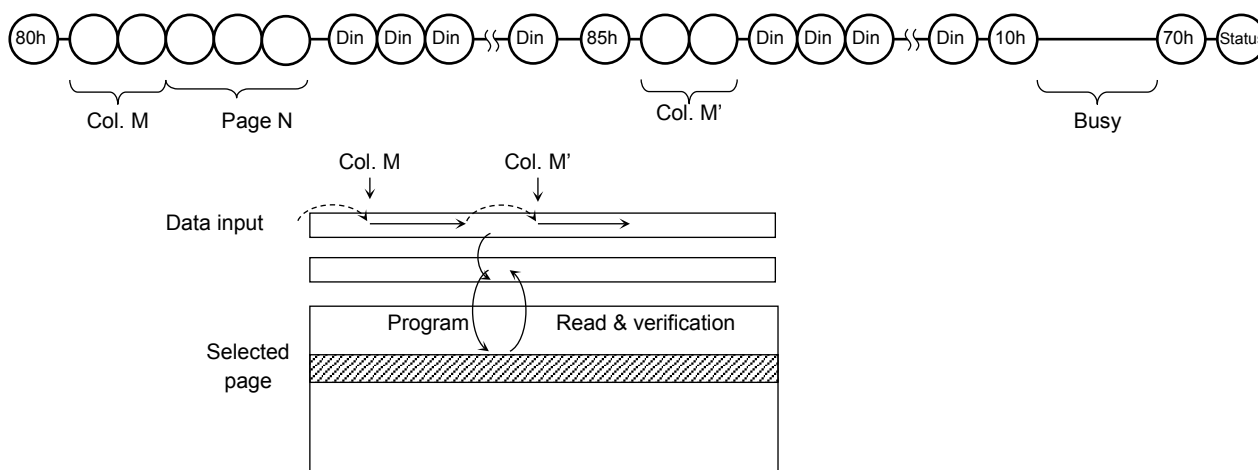 80h Din Din Din Din 85h Din Din Din Din 10h 70h Status
Col. M Page N Col. M’ Busy
Col. M Col. M’
Data input
Program Read & verification
Selected
page